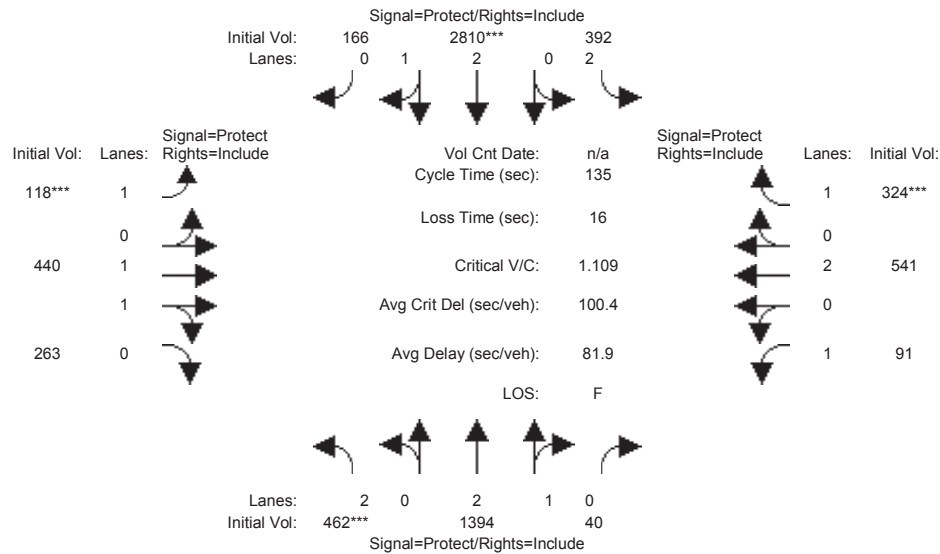 Signal=Protect/Rights=Include
Initial Vol: 166 2810*** 392
Lanes: 0 1 2 0 2
Signal=Protect
Rights=Include
Initial Vol: Lanes:
118*** 1
0
440 1
1
263 0
Vol Cnt Date: n/a
Cycle Time (sec): 135
Loss Time (sec): 16
Critical V/C: 1.109
Avg Crit Del (sec/veh): 100.4
Avg Delay (sec/veh): 81.9
LOS: F
Signal=Protect
Rights=Include
Lanes: Initial Vol:
1 324***
0
2 541
0
1 91
Lanes: 2 0 2 1 0
Initial Vol: 462*** 1394 40
Signal=Protect/Rights=Include